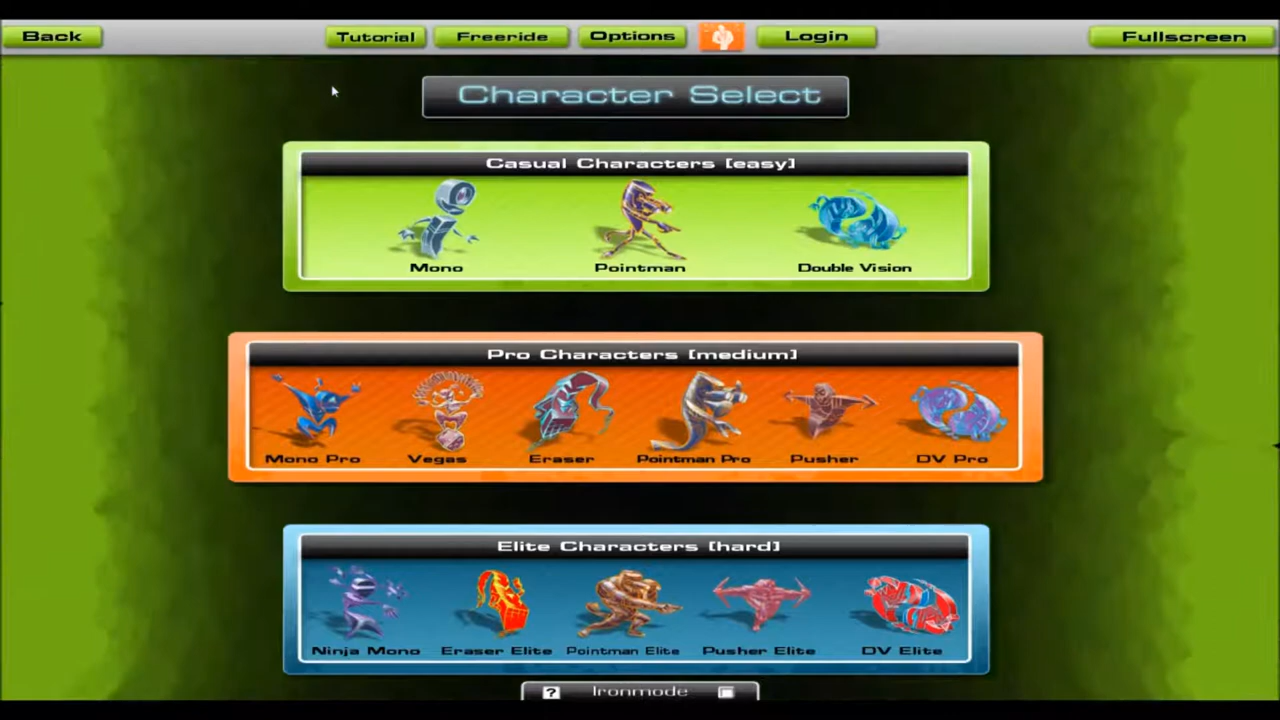 Back Tutorial Freeride Options Login Fullscreen
Character Select
Casual Characters [easy]
Mono Pointman Double Vision
Pro Characters [medium]
Mono Pro Vegas Eraser Pointman Pro Pusher DV Pro
Elite Characters [hard]
Ninja Mono Eraser Elite Pointman Elite Pusher Elite DV Elite
? Ironmode